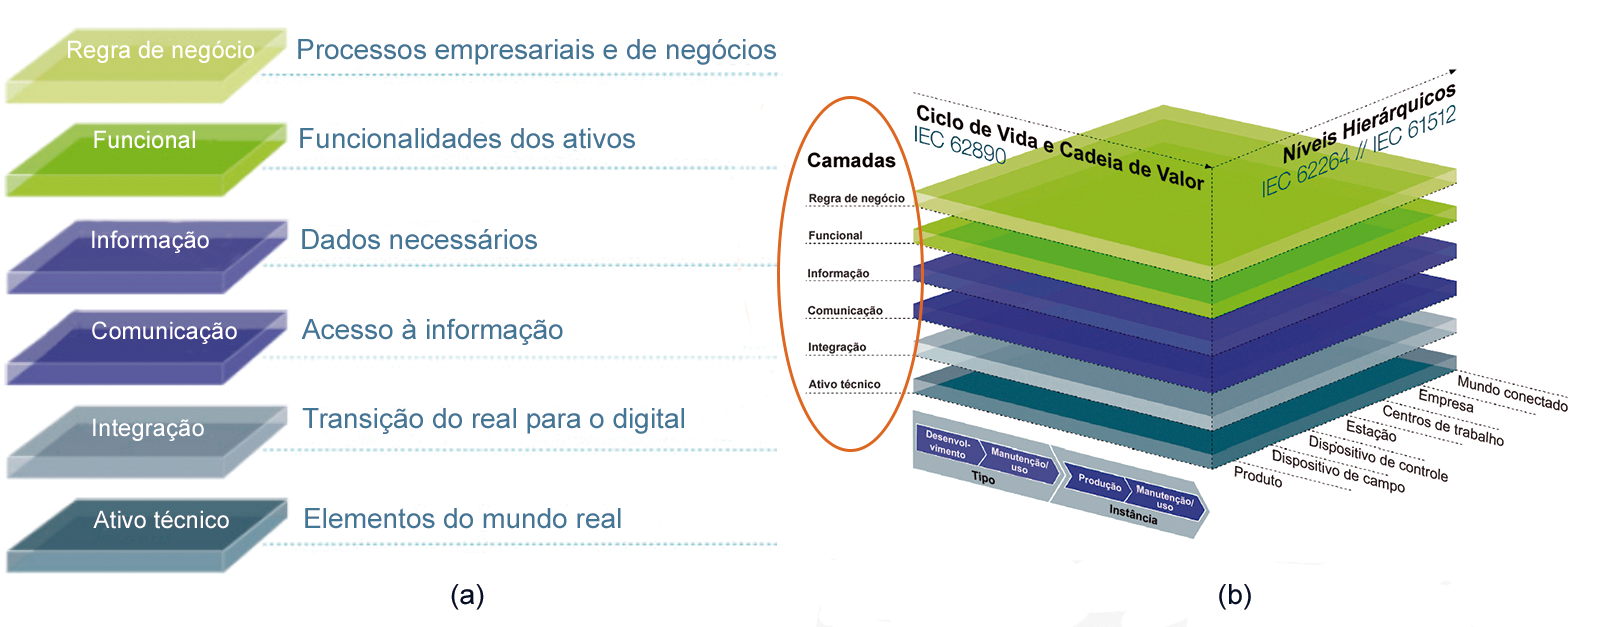 Regra de negócio
Processos empresariais e de negócios
Funcional
Funcionalidades dos ativos
Informação
Dados necessários
Comunicação
Acesso à informação
Integração
Transição do real para o digital
Ativo técnico
Elementos do mundo real
(a)
Camadas
Regra de negócio
Funcional
Informação
Comunicação
Integração
Ativo técnico
Ciclo de Vida e Cadeia de Valor
IEC 62890
Níveis Hierárquicos
IEC 62264 // IEC 61512
Mundo conectado
Empresa
Centros de trabalho
Estação
Dispositivo de controle
Dispositivo de campo
Produto
Desenvol-
vimento
Manutenção/
uso
Tipo
Produção
Manutenção/
uso
Instância
(b)